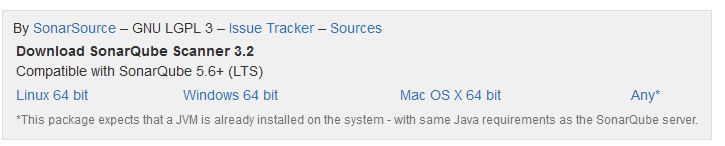 By SonarSource – GNU LGPL 3 – Issue Tracker – Sources
Download SonarQube Scanner 3.2
Compatible with SonarQube 5.6+ (LTS)
Linux 64 bit Windows 64 bit Mac OS X 64 bit Any*
*This package expects that a JVM is already installed on the system - with same Java requirements as the SonarQube server.